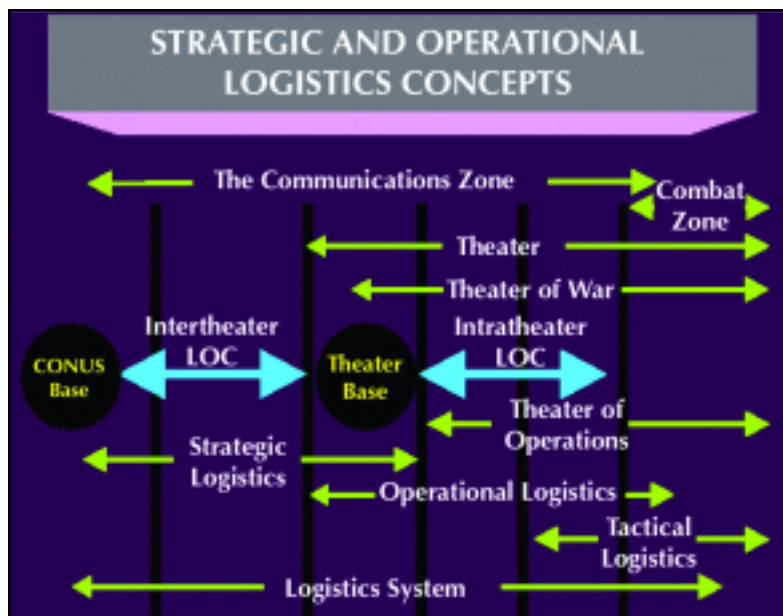 STRATEGIC AND OPERATIONAL
LOGISTICS CONCEPTS
The Communications Zone
Combat
Zone
Theater
Theater of War
Intertheater
LOC
Intratheater
LOC
CONUS
Base
Theater
Base
Theater of
Operations
Strategic
Logistics
Operational Logistics
Tactical
Logistics
Logistics System